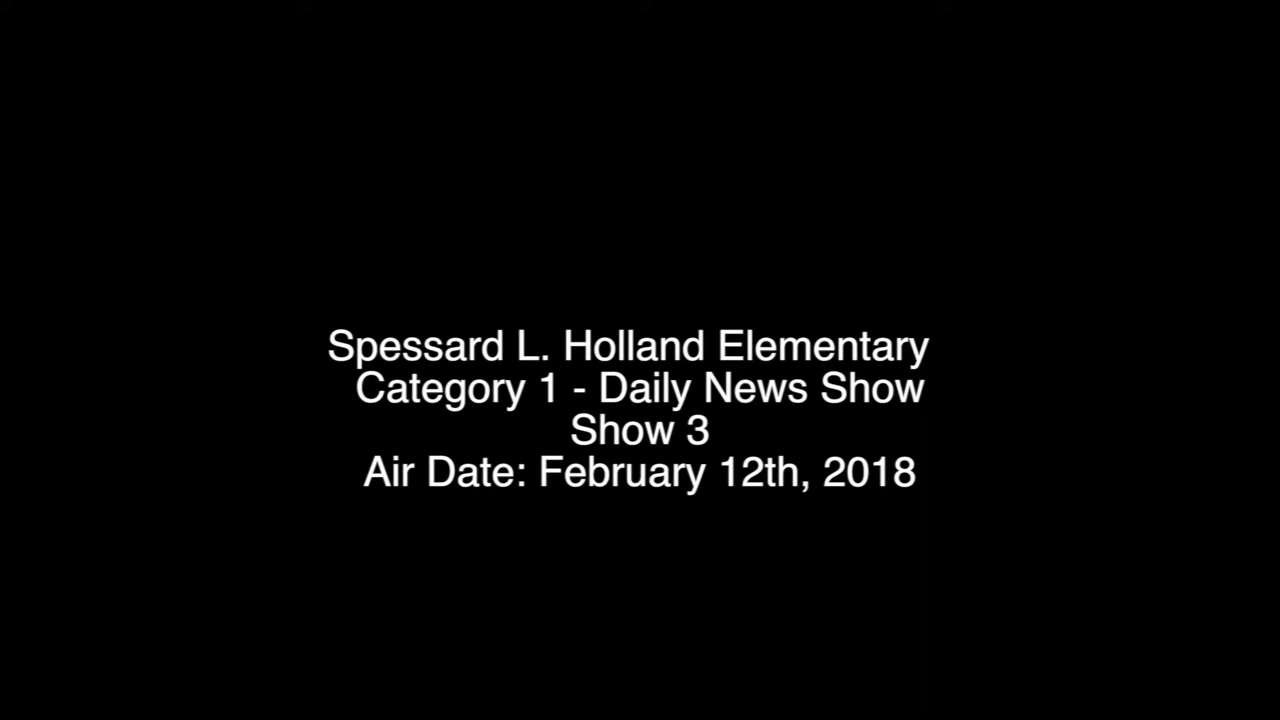 Spessard L. Holland Elementary
Category 1 - Daily News Show
Show 3
Air Date: February 12th, 2018